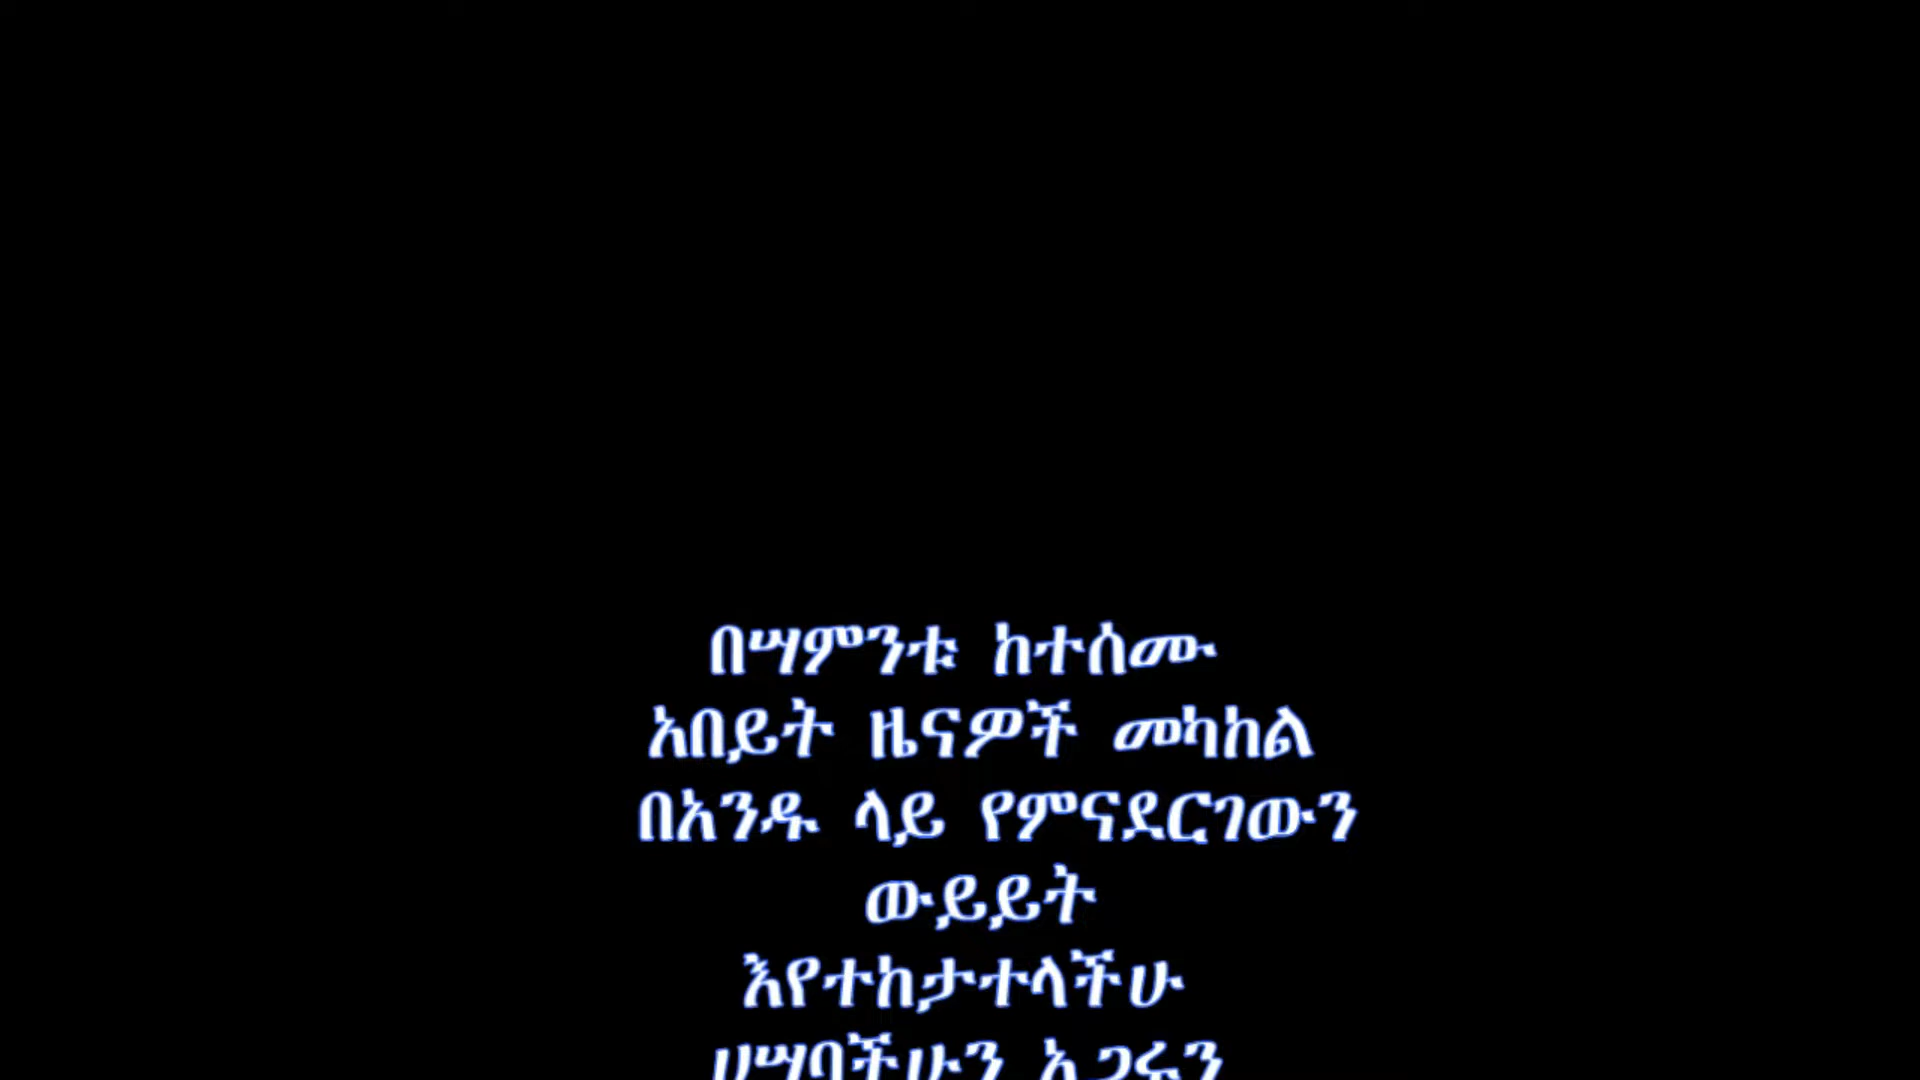 በሣምንቱ ከተሰሙ
አበይት ዜናዎች መካከል
በአንዱ ላይ የምናደርገውን
ውይይት
እየተከታተላችሁ
ሀሣባችሁን አጋሩን